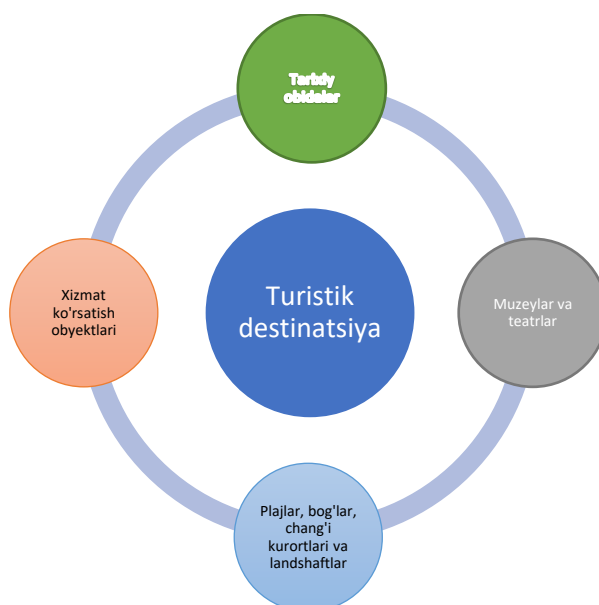 Tarixiy
obidalar
Turistik
destinatsiya
Xizmat
ko'rsatish
obyektlari
Muzeylar va
teatrlar
Plajlar, bog'lar,
chang'i
kurortlari va
landshaftlar